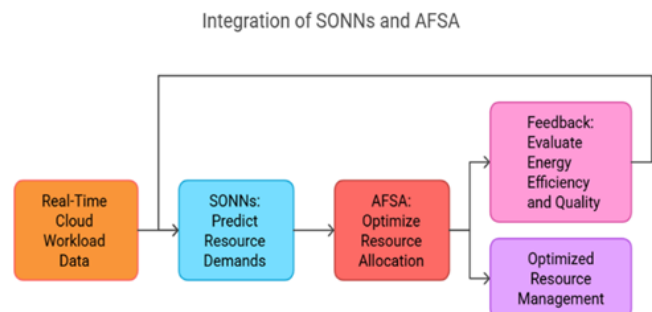 Integration of SONNs and AFSA
Real-Time
Cloud
Workload
Data
SONNs:
Predict
Resource
Demands
AFSA:
Optimize
Resource
Allocation
Feedback:
Evaluate
Energy
Efficiency
and Quality
Optimized
Resource
Management